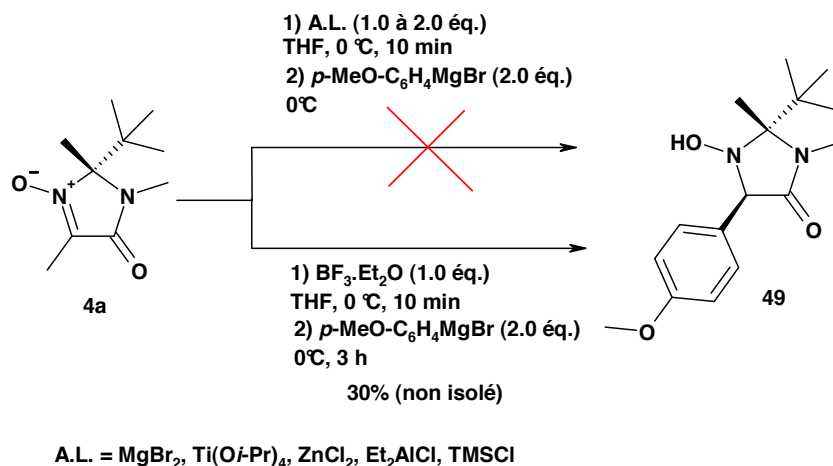 1) A.L. (1.0 à 2.0 éq.)
THF, 0 °C, 10 min
2) p-MeO-C₆H₄MgBr (2.0 éq.)
0°C
O⁻
N⁺
N
O
4a
HO
N
N
O
O
49
1) BF₃.Et₂O (1.0 éq.)
THF, 0 °C, 10 min
2) p-MeO-C₆H₄MgBr (2.0 éq.)
0°C, 3 h
30% (non isolé)
A.L. = MgBr₂, Ti(Oi-Pr)₄, ZnCl₂, Et₂AlCl, TMSCl